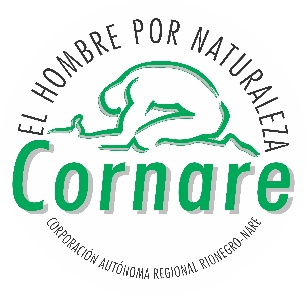 EL HOMBRE POR NATURALEZA
Cornare
CORPORACIÓN AUTÓNOMA REGIONAL RIONEGRO-NARE